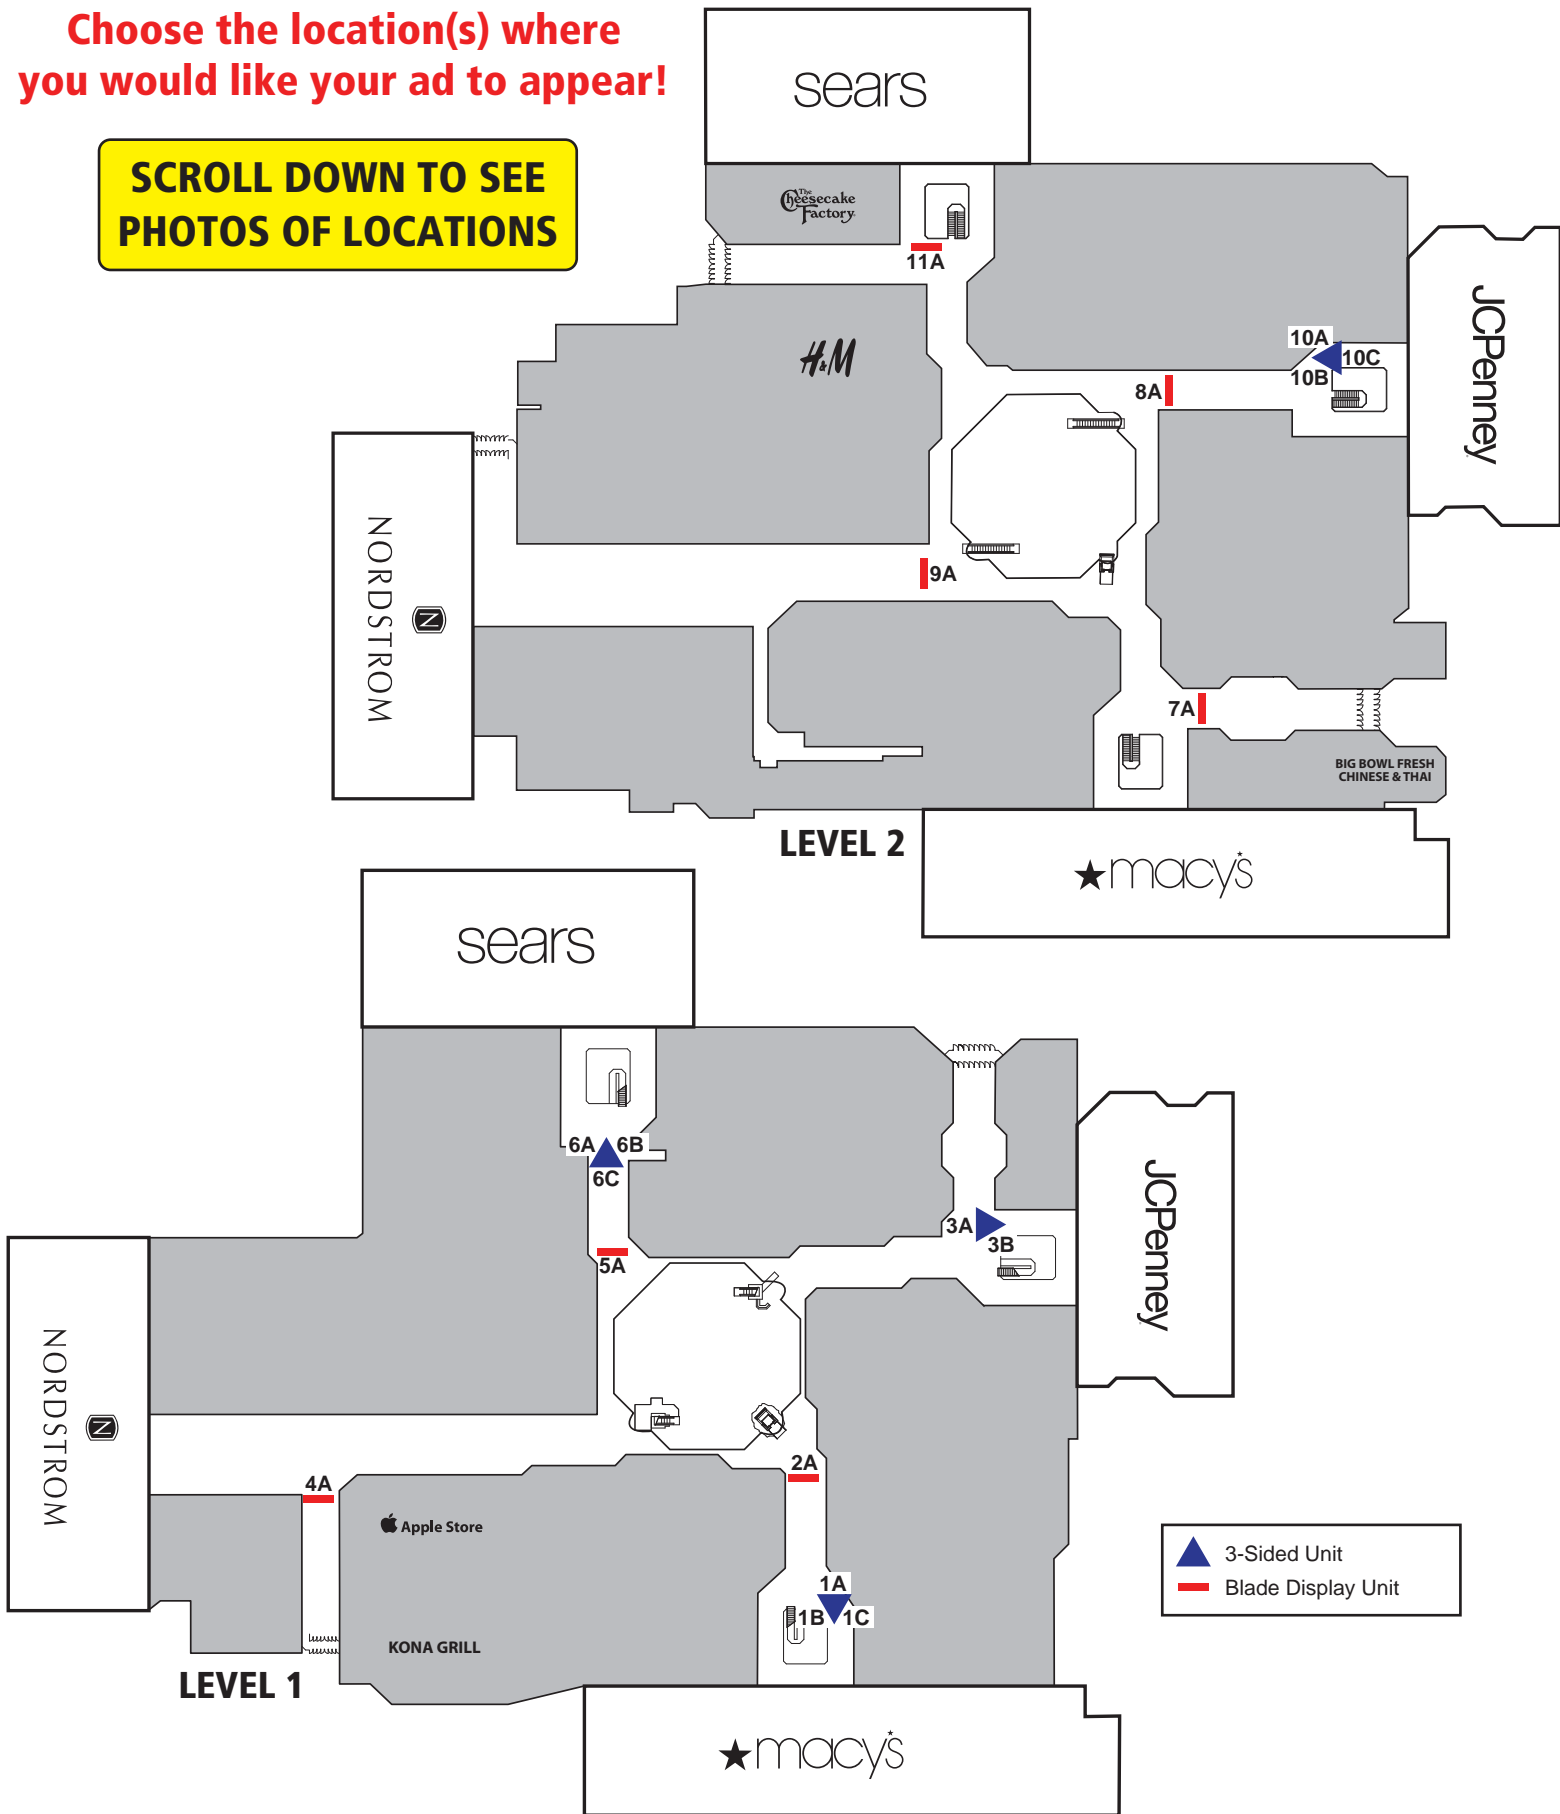 Choose the location(s) where
you would like your ad to appear!
SCROLL DOWN TO SEE
PHOTOS OF LOCATIONS
sears
The
Cheesecake
Factory
11A
H&M
JCPenney
10A
10C
10B
8A
NORDSTROM
N
9A
7A
BIG BOWL FRESH
CHINESE & THAI
LEVEL 2
★macy's
sears
6A
6B
6C
5A
3A
3B
JCPenney
NORDSTROM
N
4A
2A
Apple Store
1A
1B
1C
KONA GRILL
LEVEL 1
★macy's
3-Sided Unit
Blade Display Unit